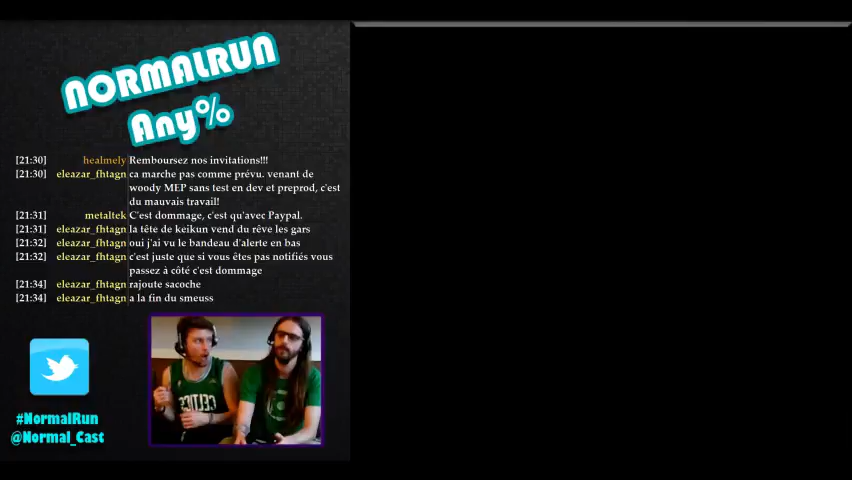 NORMALRUN
Any%
[21:30] healmely Remboursez nos invitations!!!
[21:30] eleazar_fhtagn ca marche pas comme prévu. venant de
woody MEP sans test en dev et preprod, c'est
du mauvais travail!
[21:31] metaltek C'est dommage, c'est qu'avec Paypal.
[21:31] eleazar_fhtagn la tête de keikun vend du rêve les gars
[21:32] eleazar_fhtagn oui j'ai vu le bandeau d'alerte en bas
[21:32] eleazar_fhtagn c'est juste que si vous êtes pas notifiés vous
passez à côté c'est dommage
[21:34] eleazar_fhtagn rajoute sacoche
[21:34] eleazar_fhtagn a la fin du smeuss
CELTICS
#NormalRun
@Normal_Cast